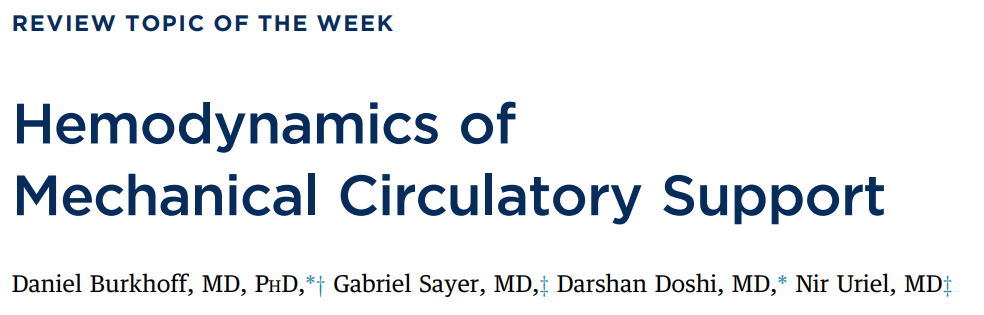 REVIEW TOPIC OF THE WEEK
Hemodynamics of
Mechanical Circulatory Support
Daniel Burkhoff, MD, PHD,*† Gabriel Sayer, MD,‡ Darshan Doshi, MD,* Nir Uriel, MD‡